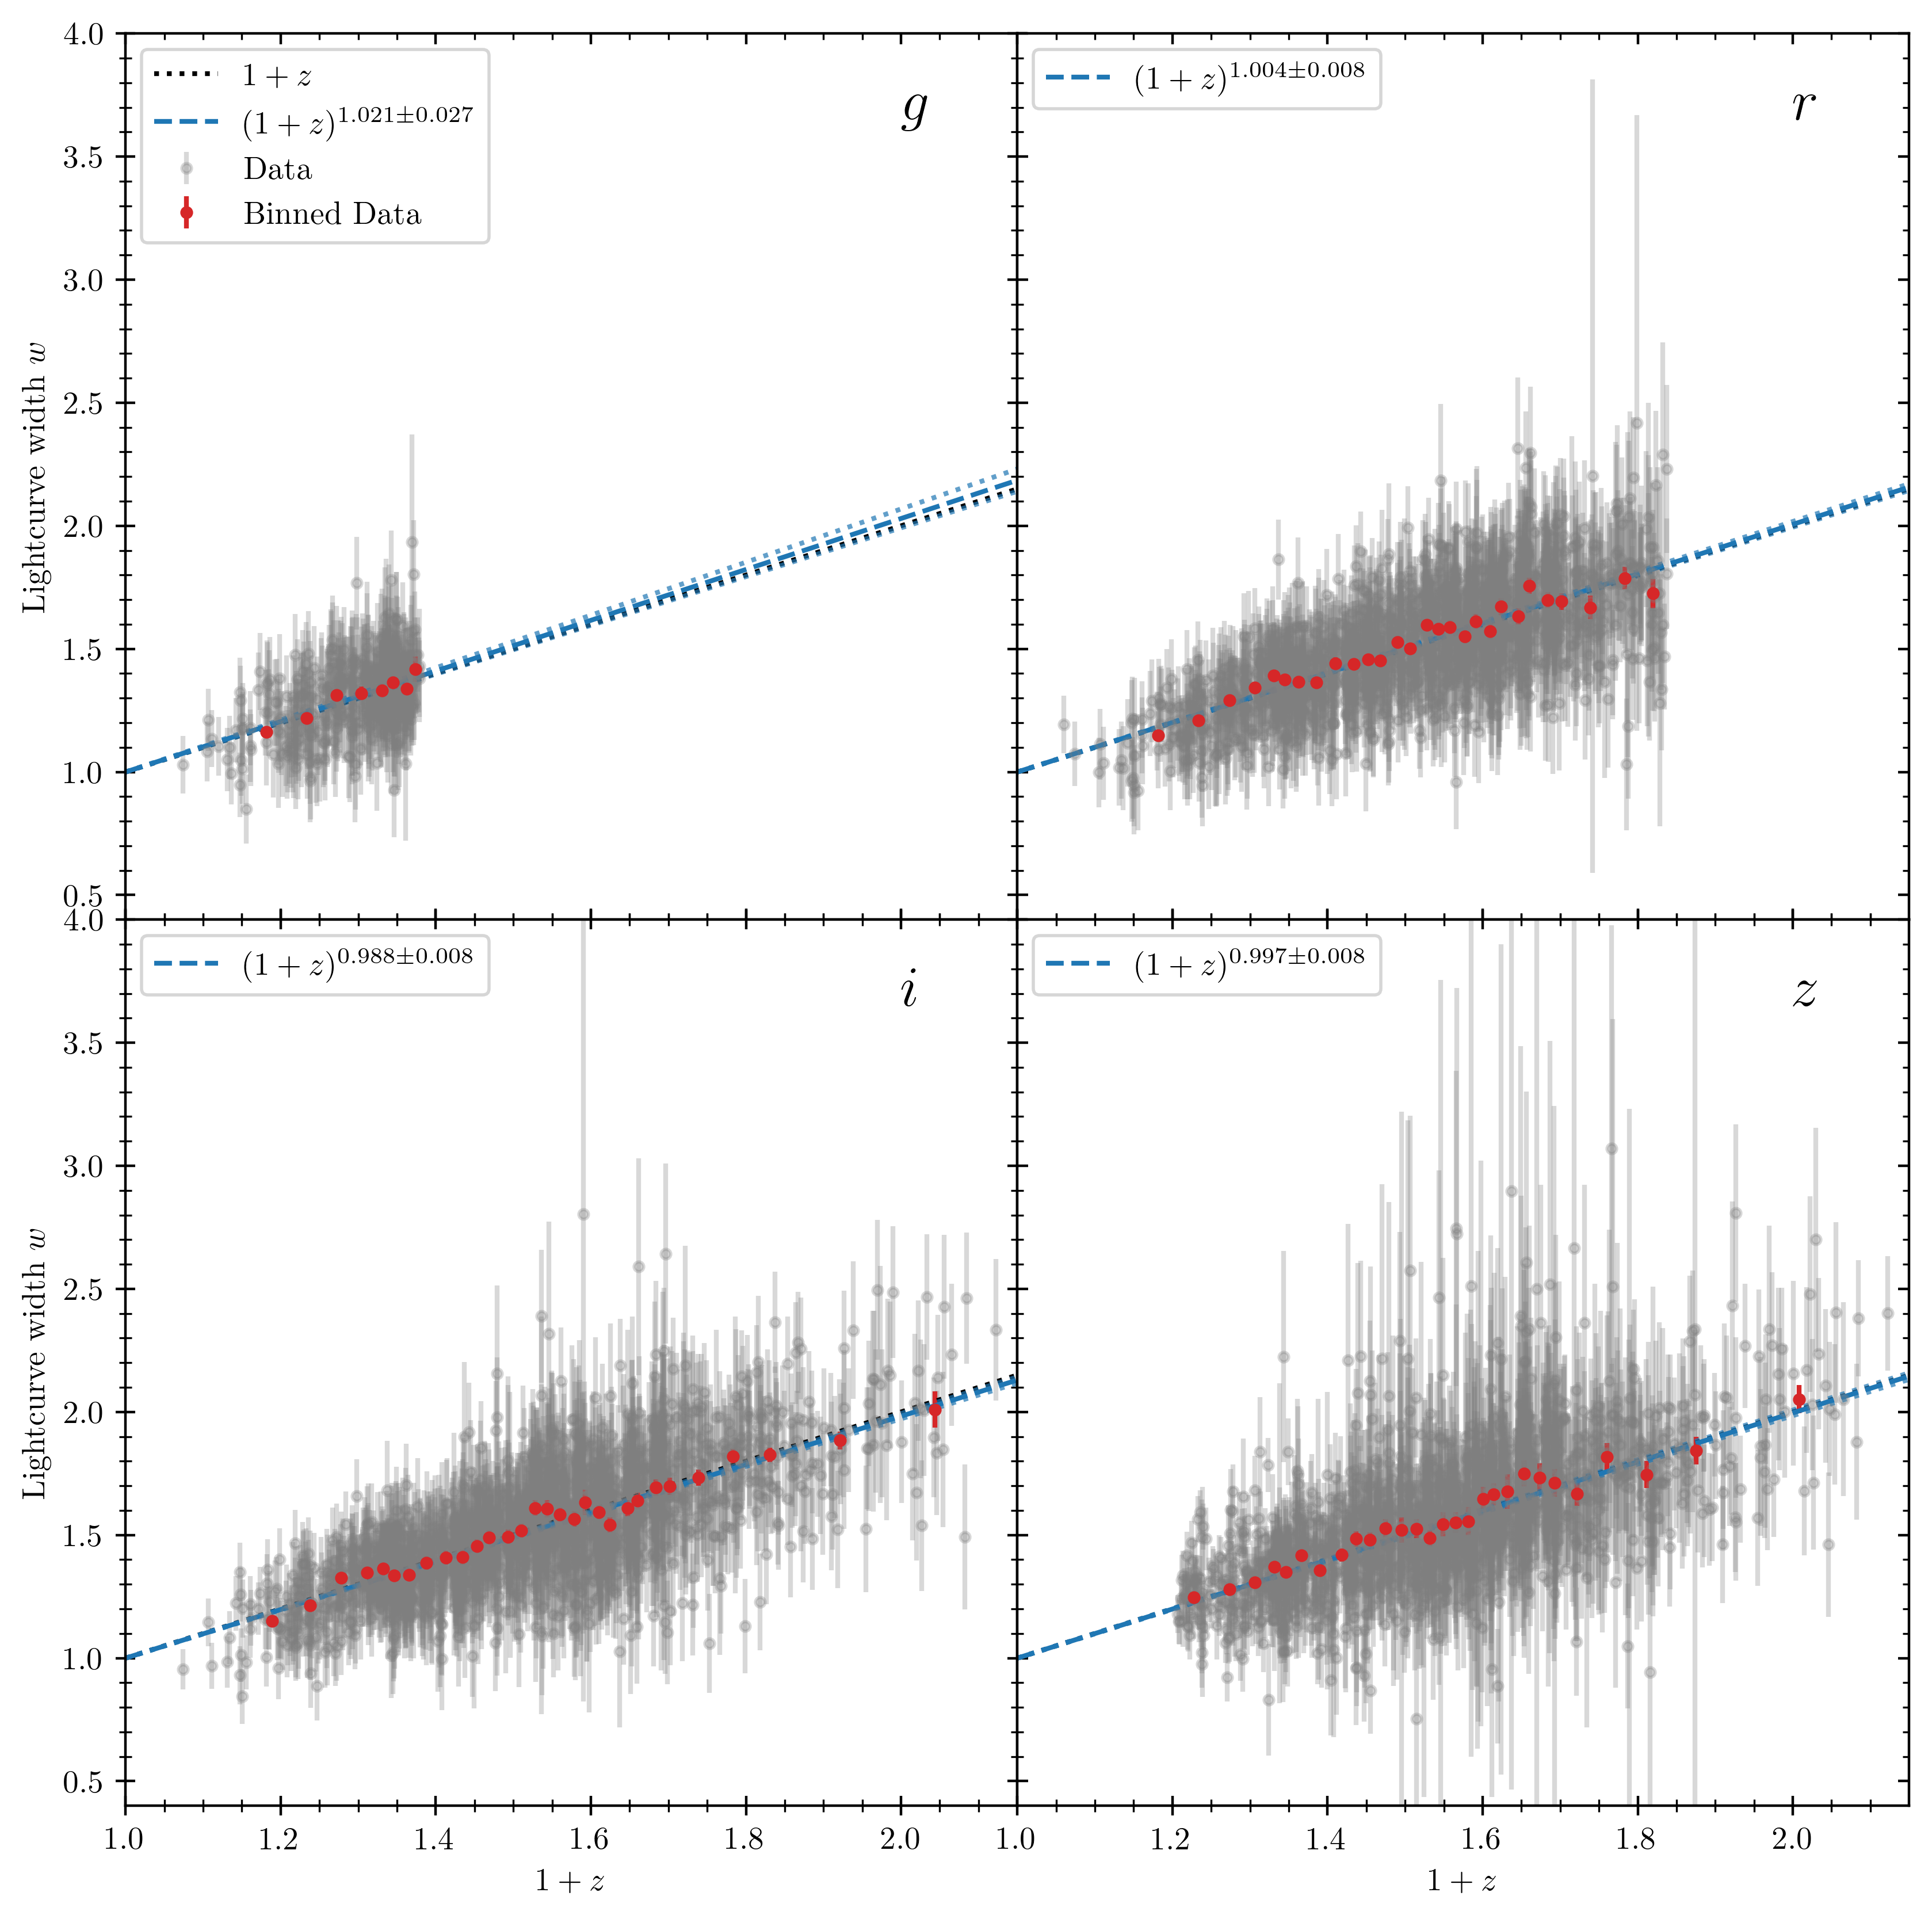 4.0
1 + z
(1 + z)^1.021±0.027
Data
Binned Data
g
3.5
3.0
2.5
2.0
1.5
1.0
0.5
Lightcurve width w
(1 + z)^1.004±0.008
r
4.0
(1 + z)^0.988±0.008
i
3.5
3.0
2.5
2.0
1.5
1.0
0.5
Lightcurve width w
1.0 1.2 1.4 1.6 1.8 2.0
1 + z
(1 + z)^0.997±0.008
z
1.0 1.2 1.4 1.6 1.8 2.0
1 + z